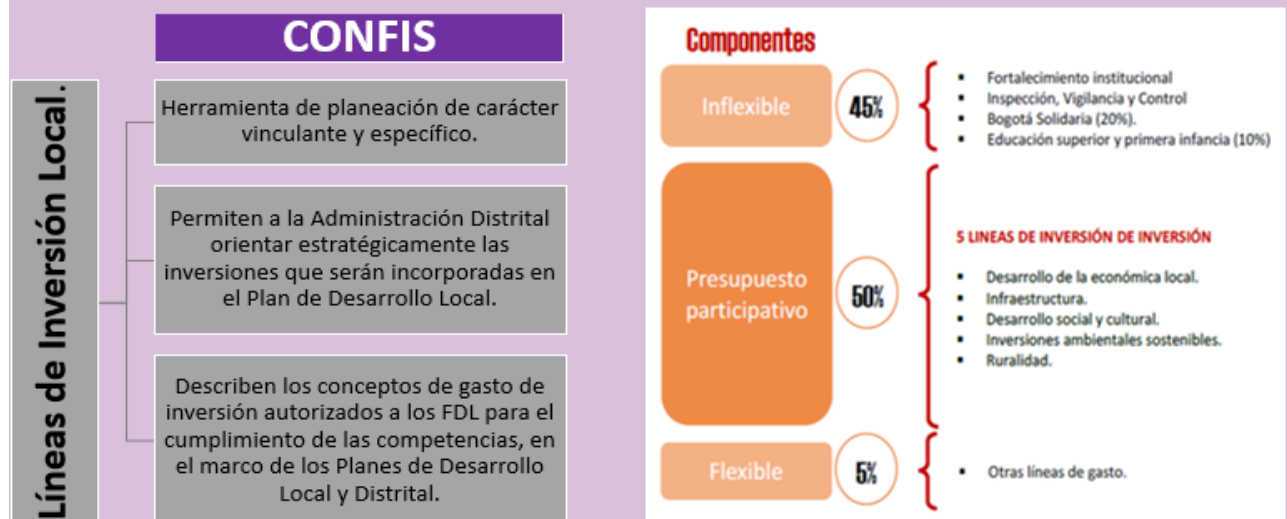 CONFIS
Líneas de Inversión Local.
Herramienta de planeación de carácter
vinculante y específico.
Permiten a la Administración Distrital
orientar estratégicamente las
inversiones que serán incorporadas en
el Plan de Desarrollo Local.
Describen los conceptos de gasto de
inversión autorizados a los FDL para el
cumplimiento de las competencias, en
el marco de los Planes de Desarrollo
Local y Distrital.
Componentes
Inflexible
45%
▪ Fortalecimiento institucional
▪ Inspección, Vigilancia y Control
▪ Bogotá Solidaria (20%).
▪ Educación superior y primera infancia (10%)
Presupuesto
participativo
50%
5 LINEAS DE INVERSIÓN DE INVERSIÓN
▪ Desarrollo de la económica local.
▪ Infraestructura.
▪ Desarrollo social y cultural.
▪ Inversiones ambientales sostenibles.
▪ Ruralidad.
Flexible
5%
▪ Otras líneas de gasto.